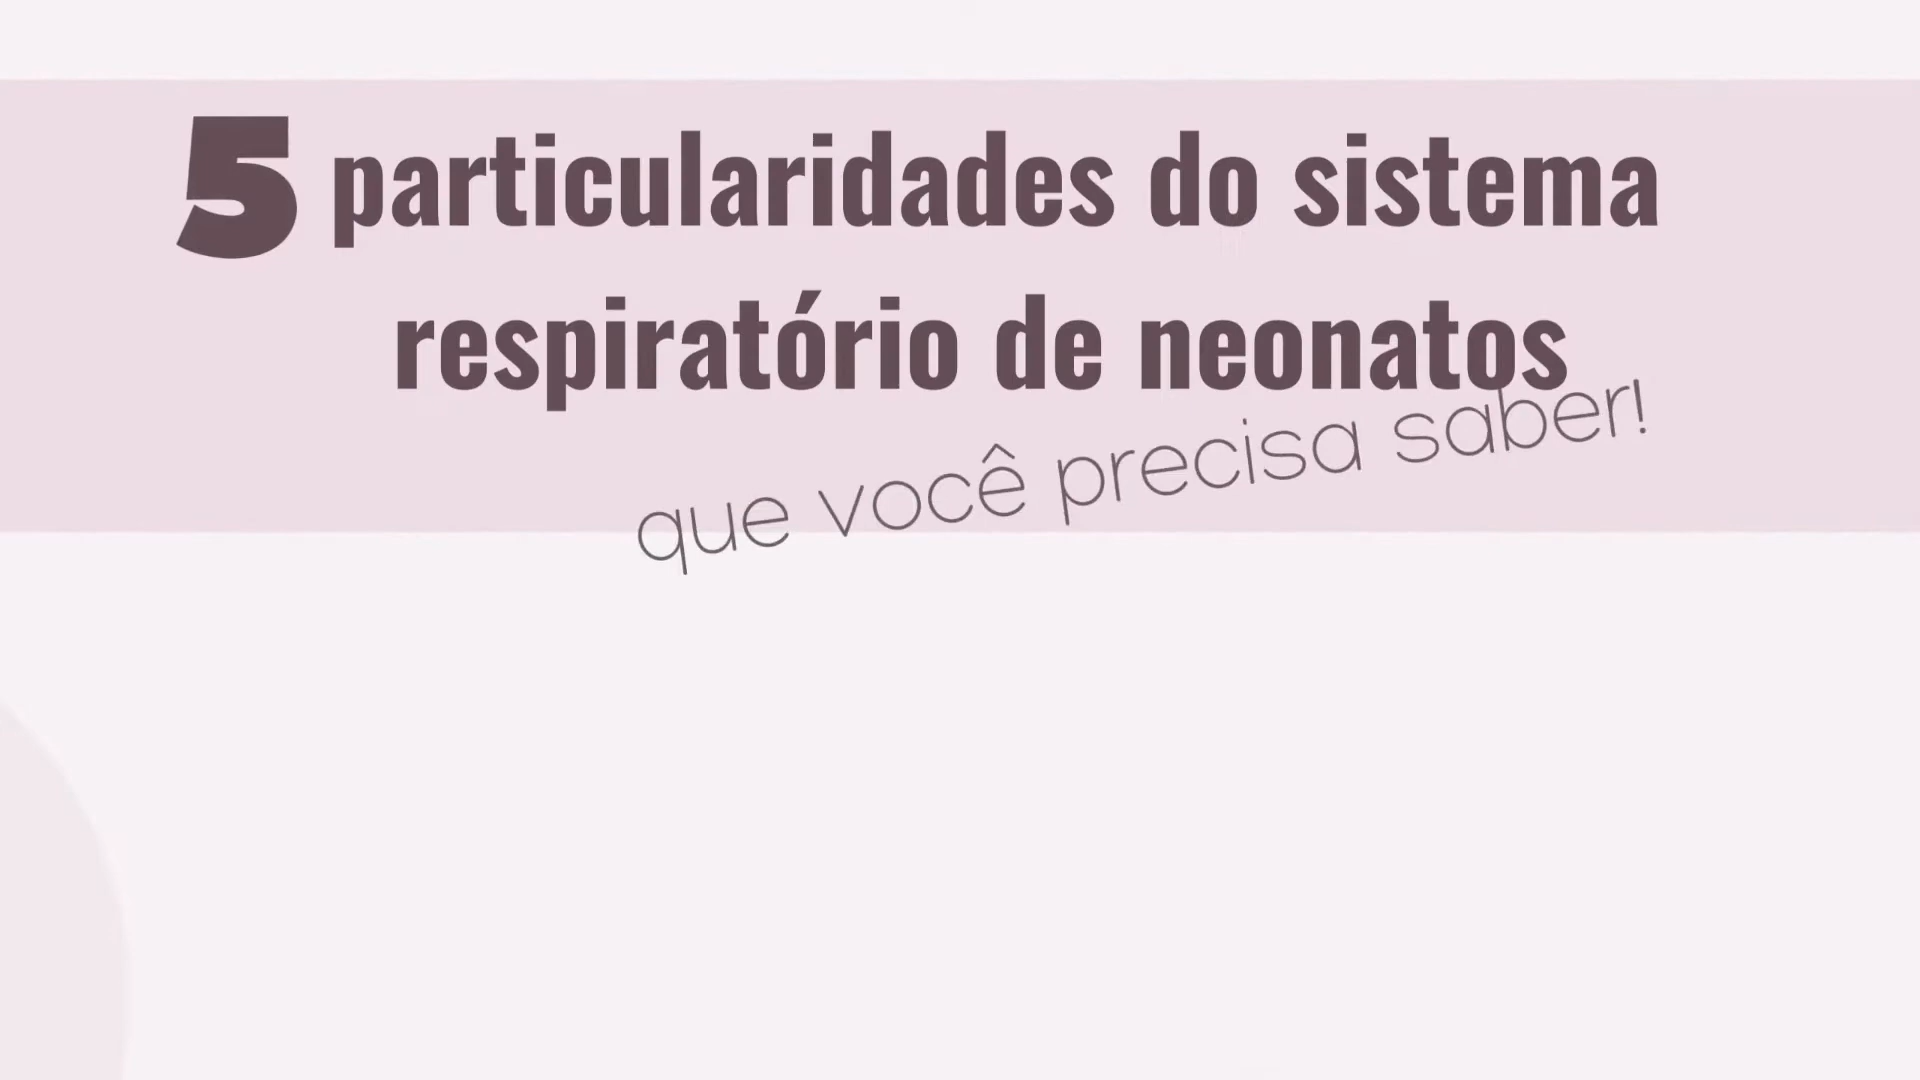 5 particularidades do sistema
respiratório de neonatos
que você precisa saber!